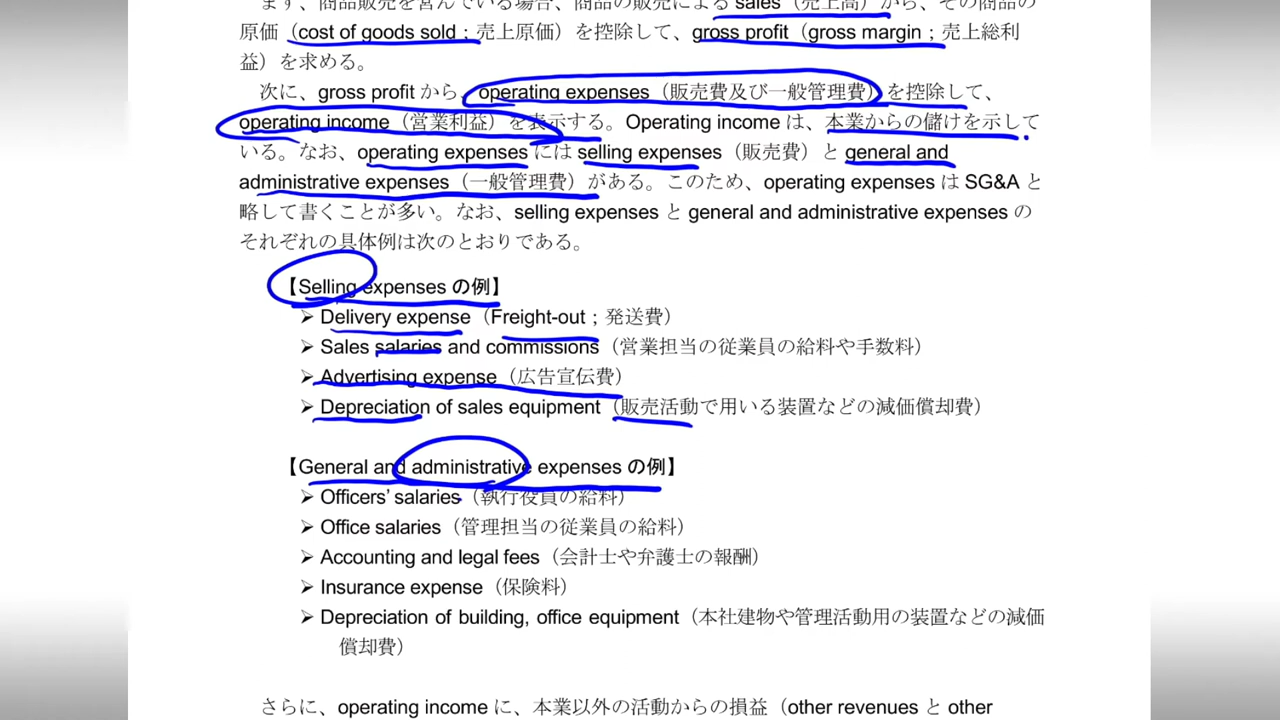 まず、商品販売を営んでいる場合、商品の販売による sales（売上高）から、その商品の
原価（cost of goods sold；売上原価）を控除して、gross profit（gross margin；売上総利
益）を求める。
次に、gross profit から、operating expenses（販売費及び一般管理費）を控除して、
operating income（営業利益）を表示する。Operating income は、本業からの儲けを示して
いる。なお、operating expenses には selling expenses（販売費）と general and
administrative expenses（一般管理費）がある。このため、operating expenses は SG&A と
略して書くことが多い。なお、selling expenses と general and administrative expenses の
それぞれの具体例は次のとおりである。
【Selling expenses の例】
➢ Delivery expense（Freight-out；発送費）
➢ Sales salaries and commissions（営業担当の従業員の給料や手数料）
➢ Advertising expense（広告宣伝費）
➢ Depreciation of sales equipment（販売活動で用いる装置などの減価償却費）
【General and administrative expenses の例】
➢ Officers’ salaries（執行役員の給料）
➢ Office salaries（管理担当の従業員の給料）
➢ Accounting and legal fees（会計士や弁護士の報酬）
➢ Insurance expense（保険料）
➢ Depreciation of building, office equipment（本社建物や管理活動用の装置などの減価
償却費）
さらに、operating income に、本業以外の活動からの損益（other revenues と other